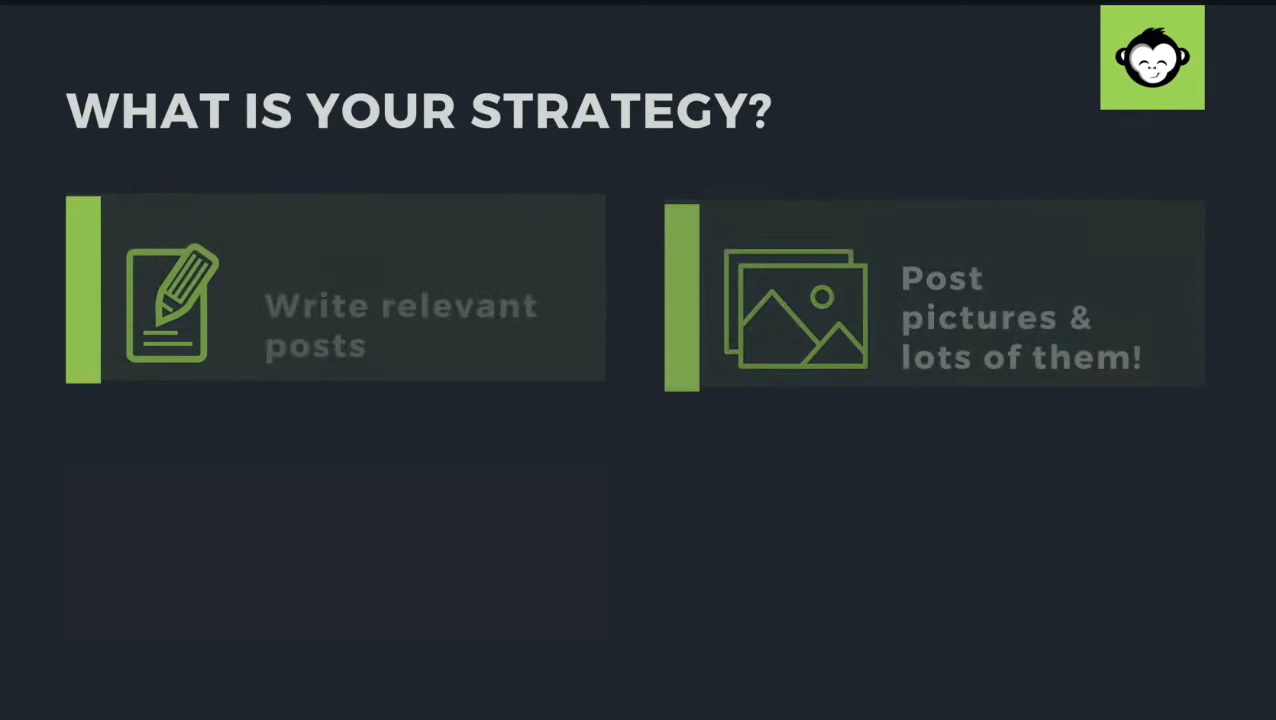 WHAT IS YOUR STRATEGY?
Write relevant
posts
Post
pictures &
lots of them!